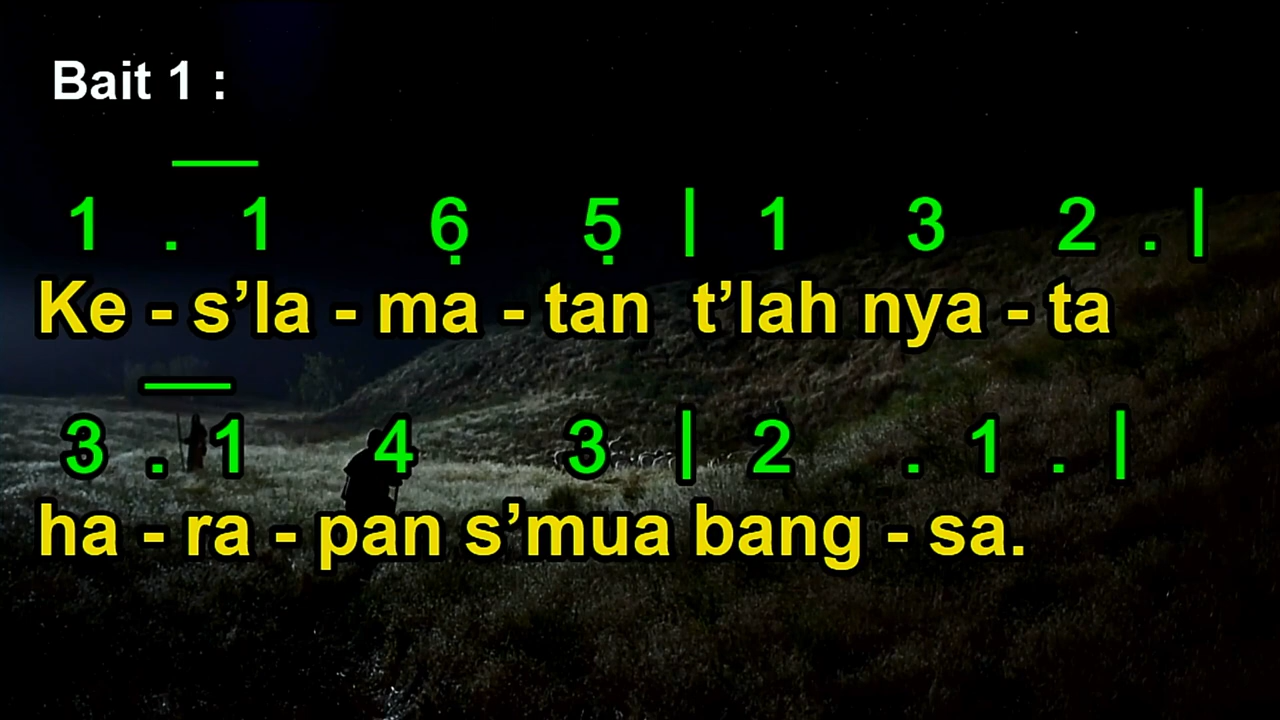 Bait 1 :
1 . 1 6̣ 5̣ | 1 3 2 . |
Ke - s’la - ma - tan t’lah nya - ta
3 . 1 4 3 | 2 . 1 . |
ha - ra - pan s’mua bang - sa.